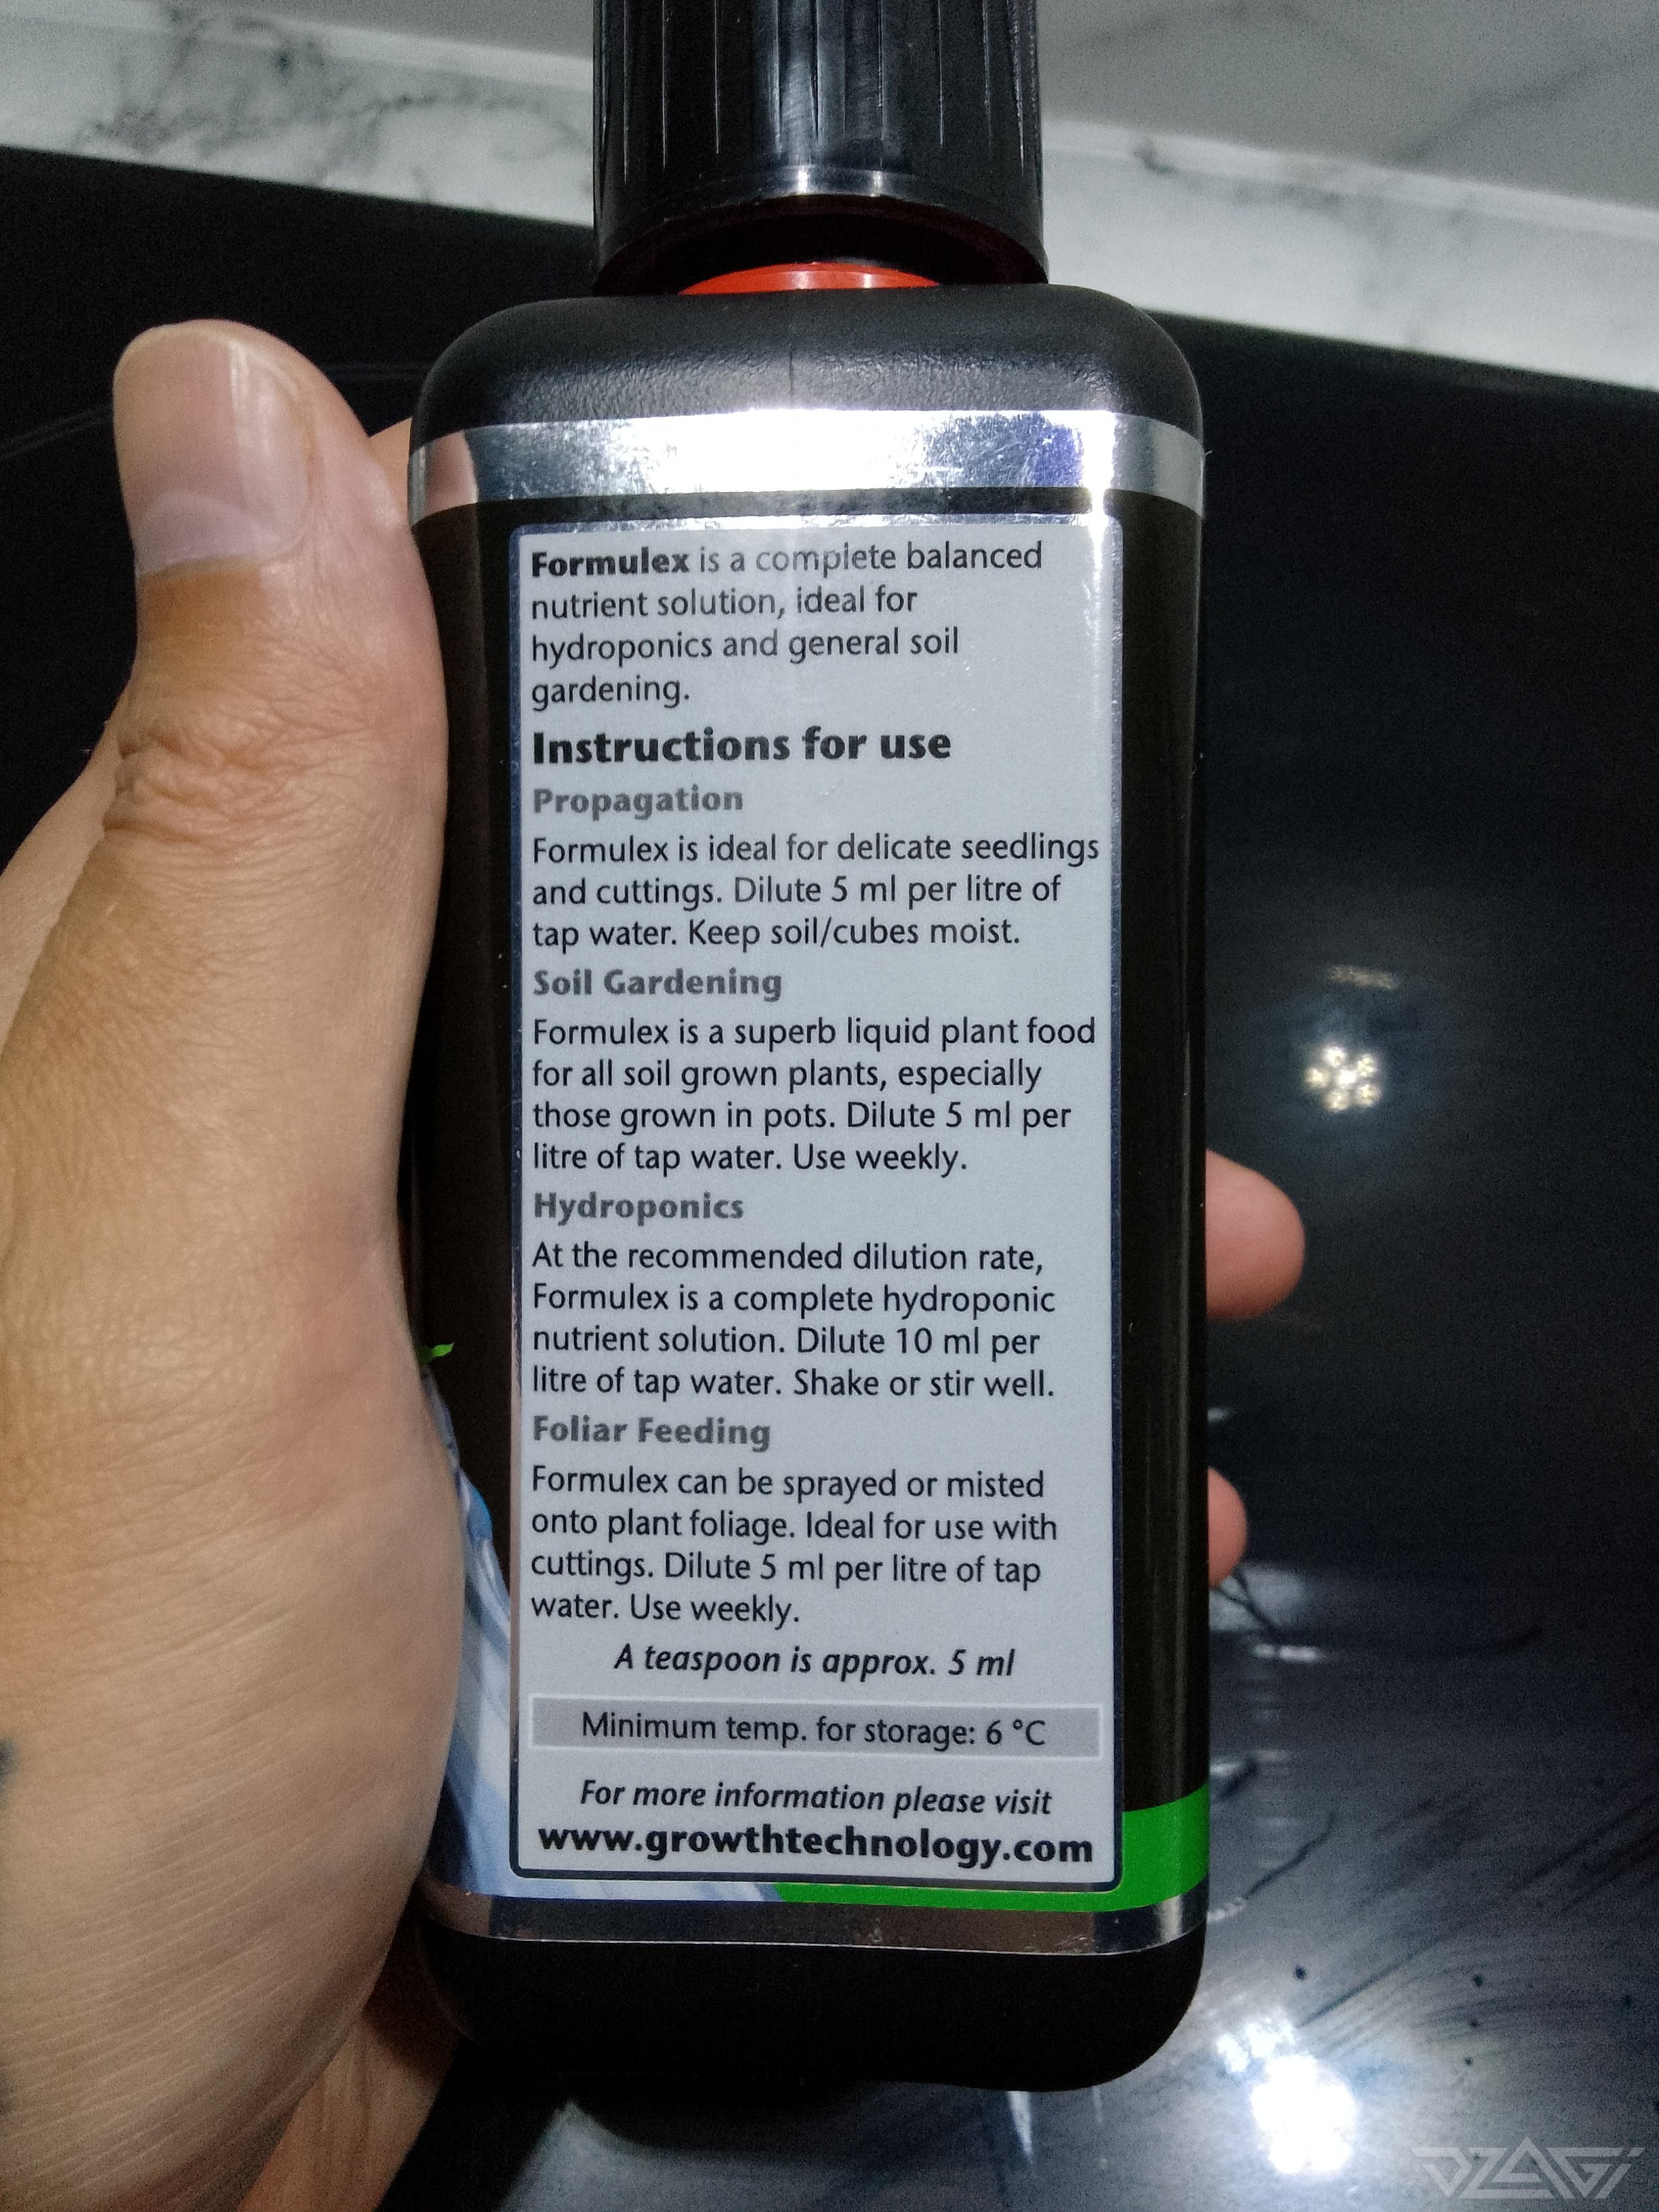 Formulex is a complete balanced
nutrient solution, ideal for
hydroponics and general soil
gardening.
Instructions for use
Propagation
Formulex is ideal for delicate seedlings
and cuttings. Dilute 5 ml per litre of
tap water. Keep soil/cubes moist.
Soil Gardening
Formulex is a superb liquid plant food
for all soil grown plants, especially
those grown in pots. Dilute 5 ml per
litre of tap water. Use weekly.
Hydroponics
At the recommended dilution rate,
Formulex is a complete hydroponic
nutrient solution. Dilute 10 ml per
litre of tap water. Shake or stir well.
Foliar Feeding
Formulex can be sprayed or misted
onto plant foliage. Ideal for use with
cuttings. Dilute 5 ml per litre of tap
water. Use weekly.
A teaspoon is approx. 5 ml
Minimum temp. for storage: 6 °C
For more information please visit
www.growthtechnology.com
DZAGI